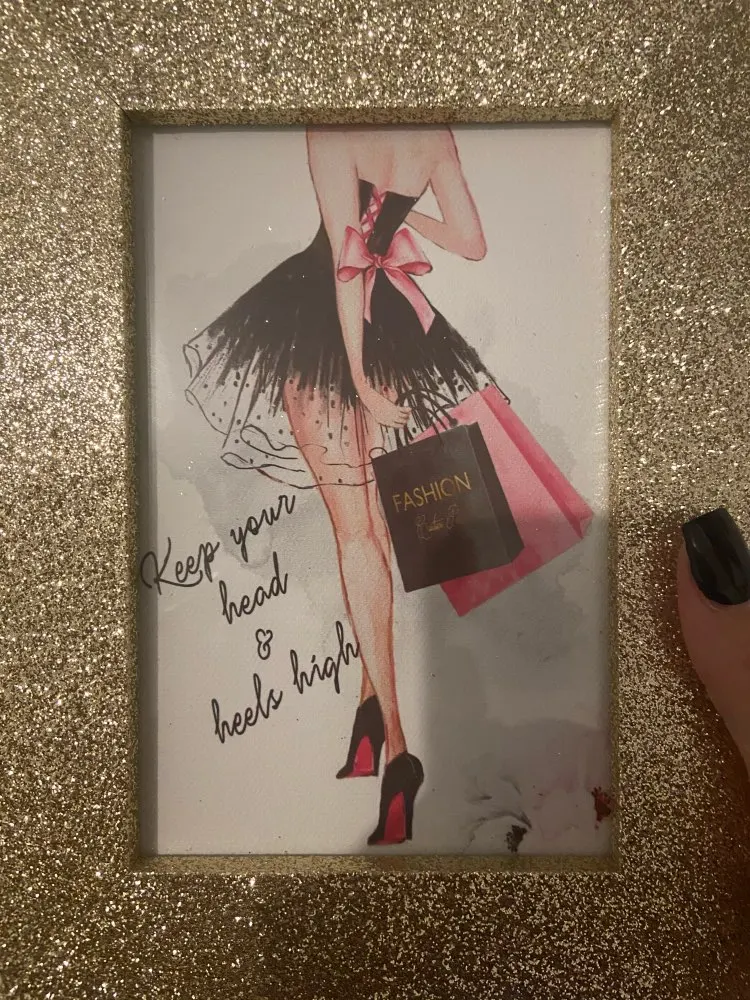 FASHION
Keep your
head
&
heels high